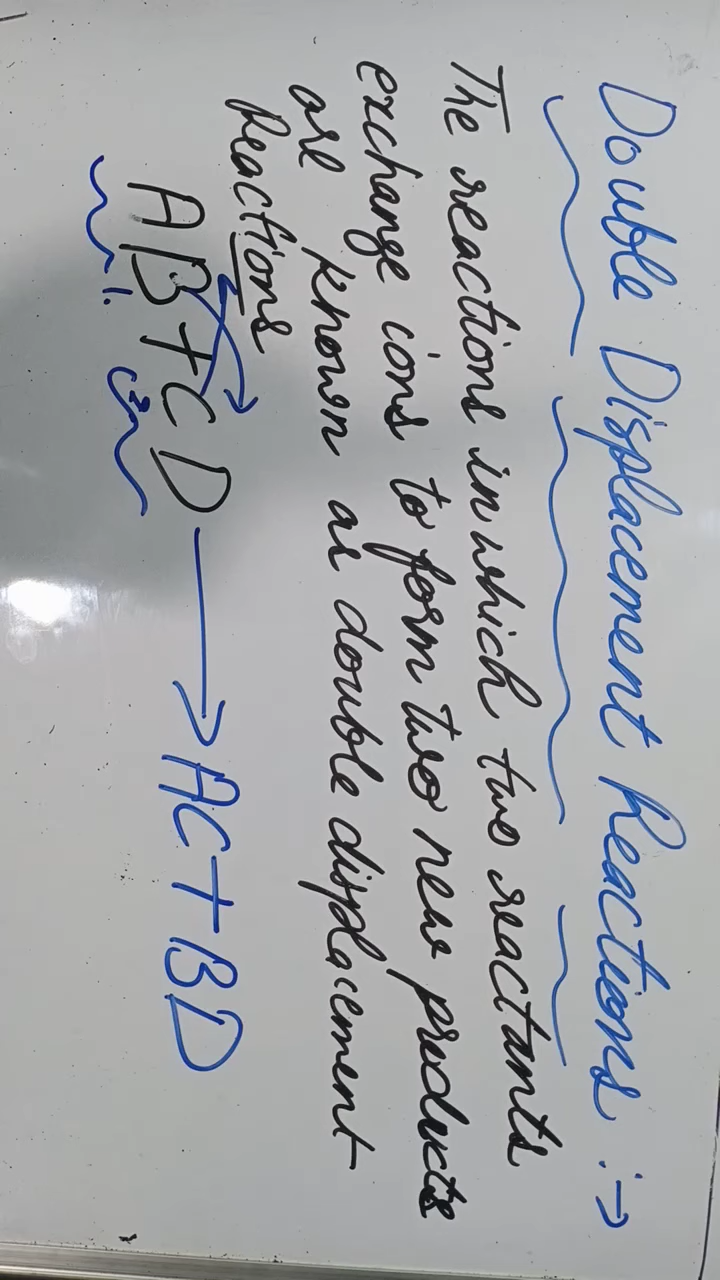 Double Displacement Reactions :→
The reactions in which two reactants
exchange ions to form two new products
are known as double displacement
Reactions
AB + CD → AC + BD